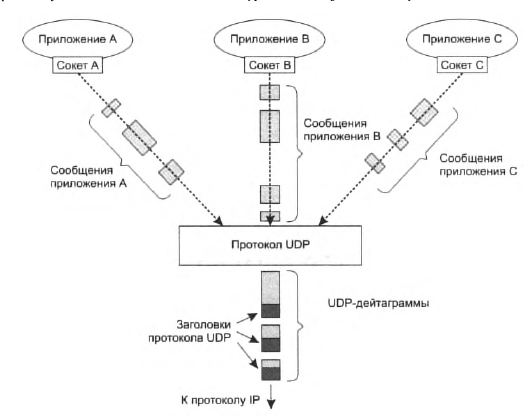 Приложение A
Приложение B
Приложение C
Сокет A
Сокет B
Сокет C
Сообщения
приложения A
Сообщения
приложения B
Сообщения
приложения C
Протокол UDP
UDP-дейтаграммы
Заголовки
протокола UDP
К протоколу IP